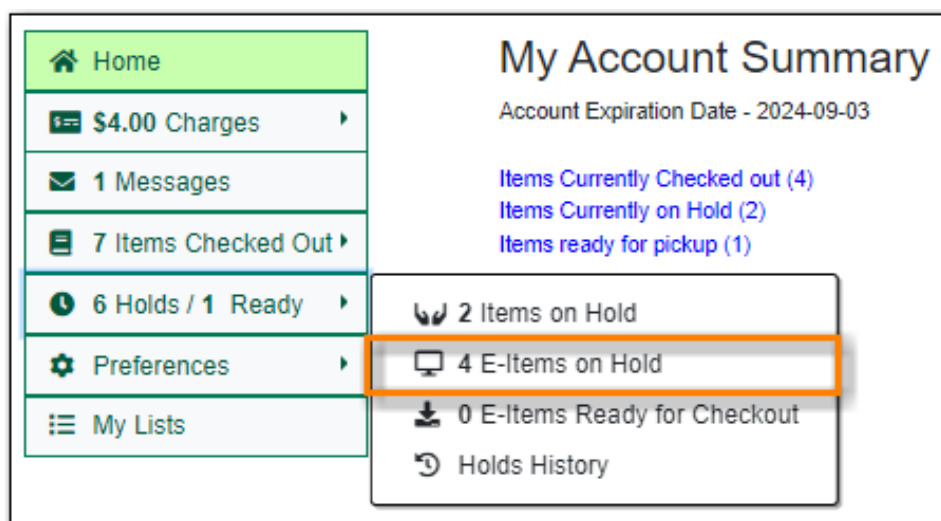 Home
$4.00 Charges
1 Messages
7 Items Checked Out
6 Holds / 1 Ready
Preferences
My Lists
My Account Summary
Account Expiration Date - 2024-09-03
Items Currently Checked out (4)
Items Currently on Hold (2)
Items ready for pickup (1)
2 Items on Hold
4 E-Items on Hold
0 E-Items Ready for Checkout
Holds History